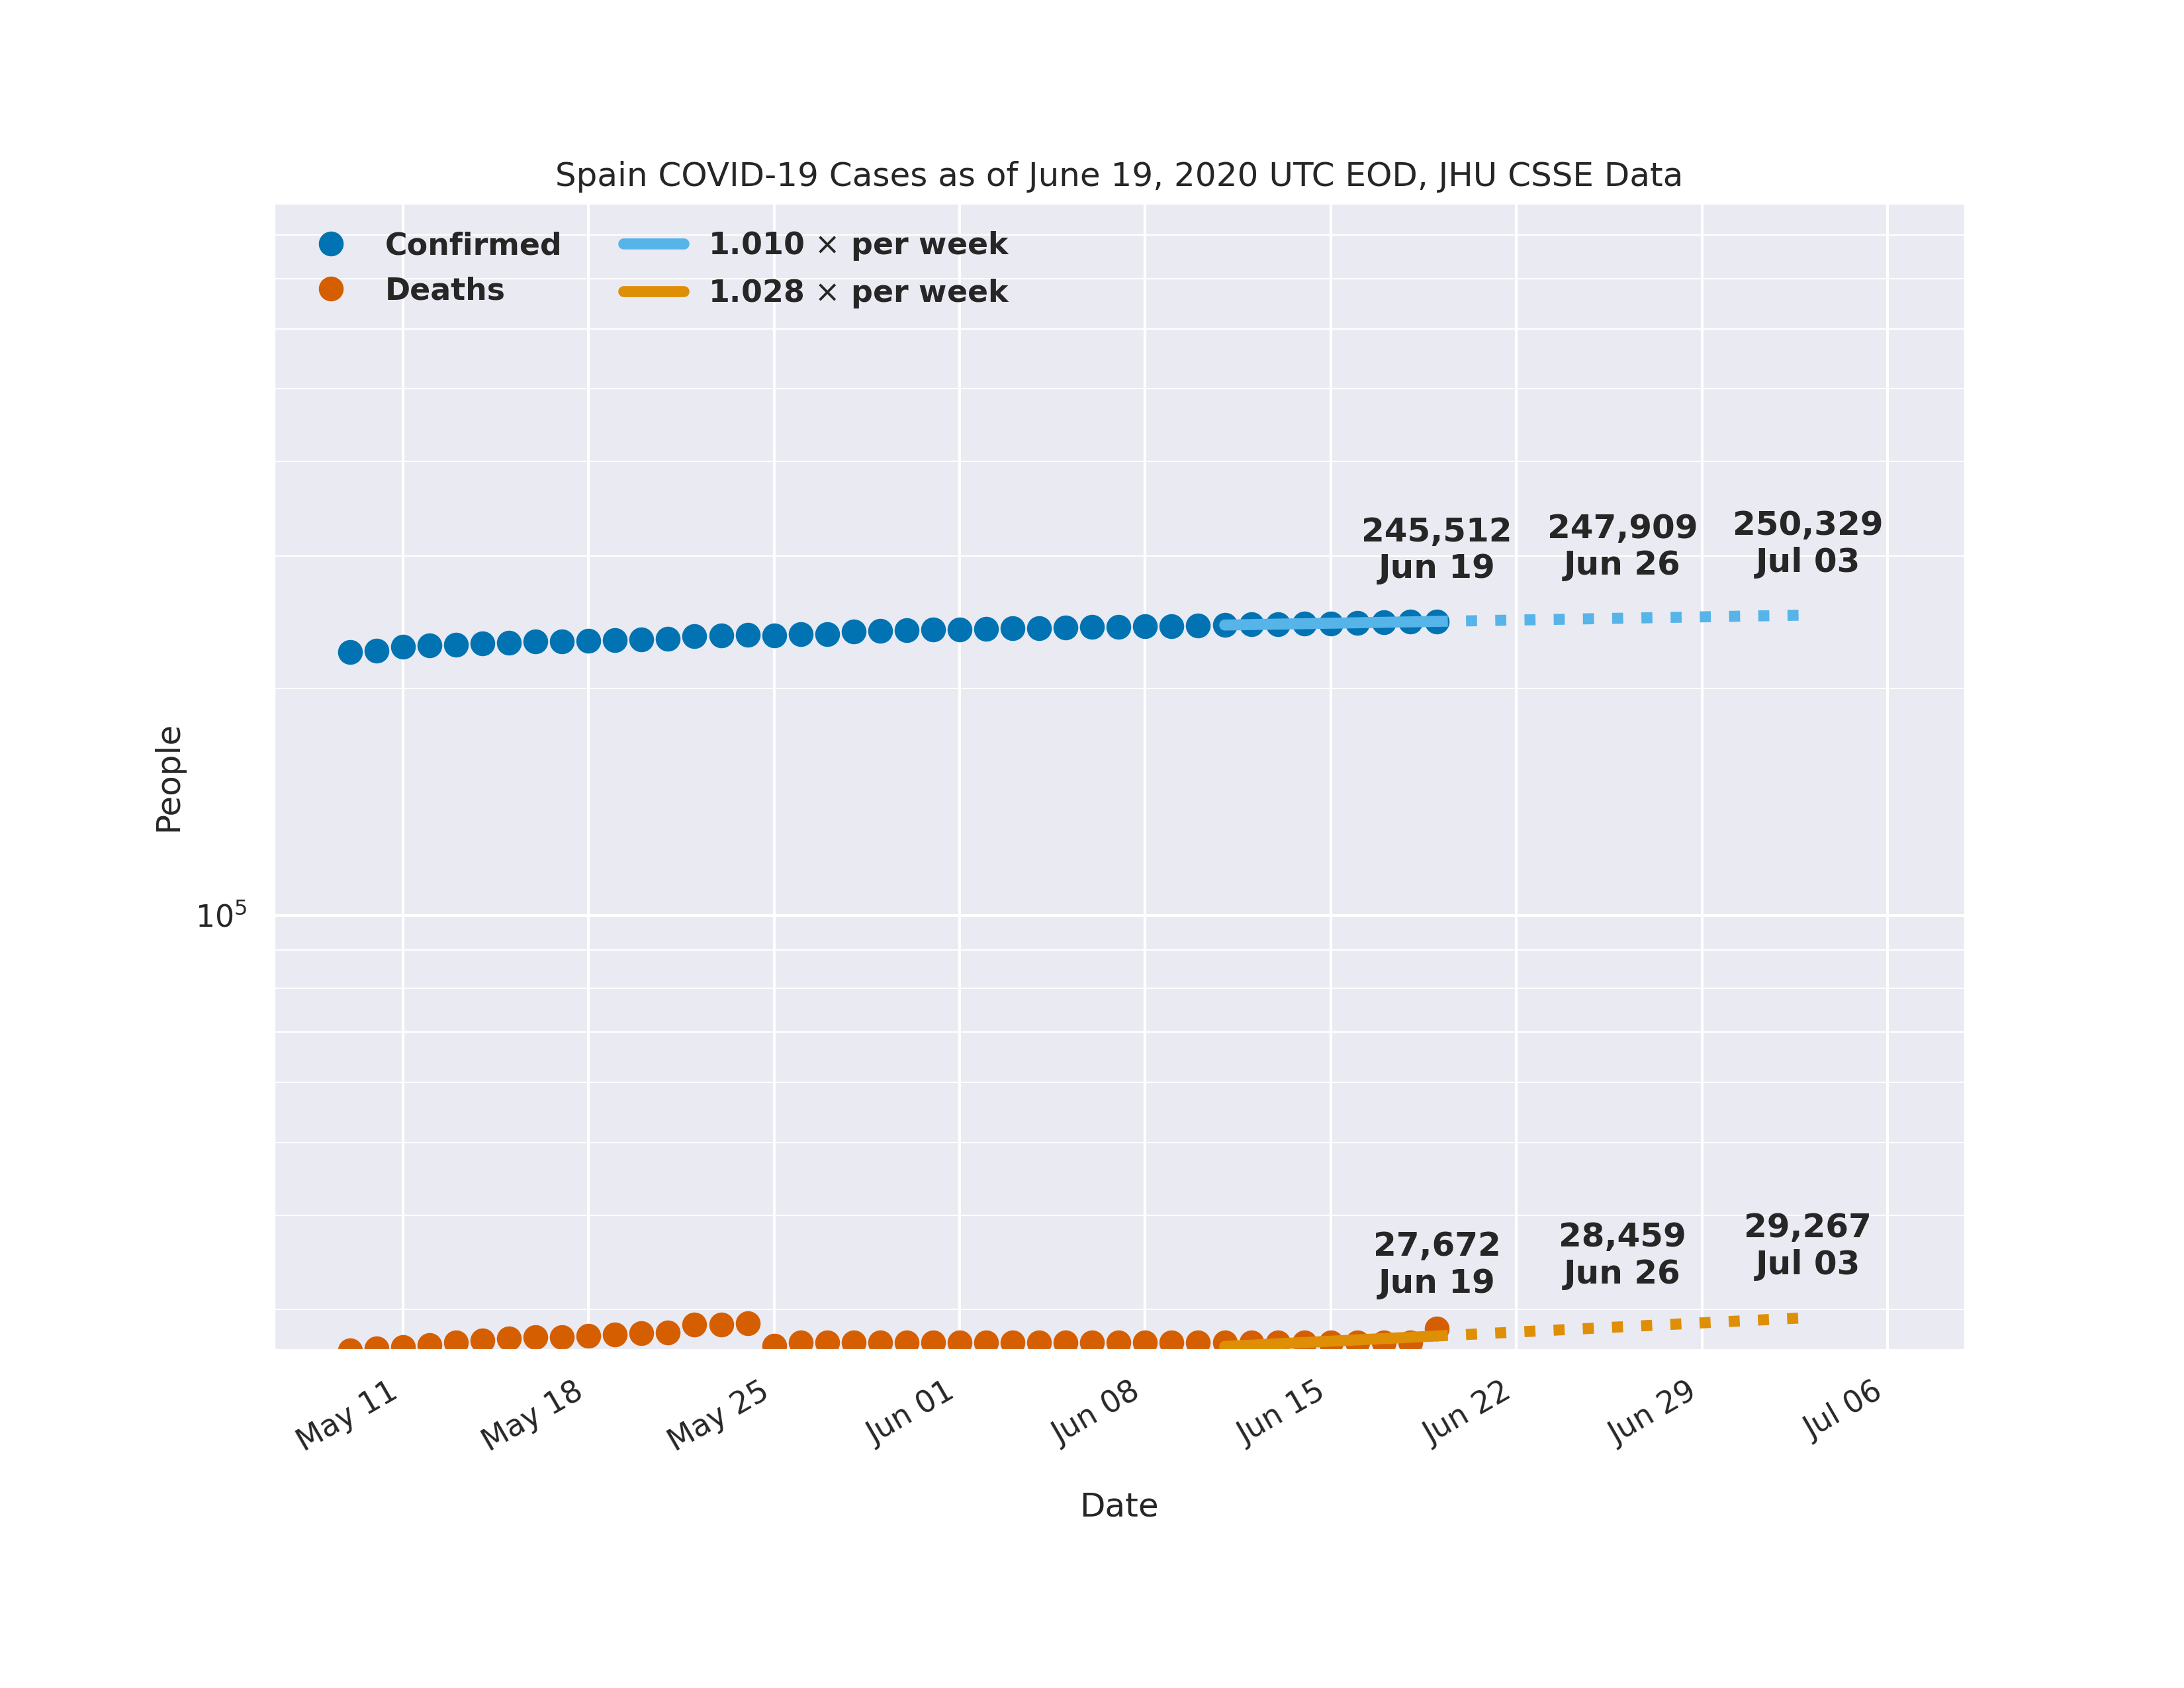 Spain COVID-19 Cases as of June 19, 2020 UTC EOD, JHU CSSE Data
Confirmed
Deaths
1.010 × per week
1.028 × per week
245,512
Jun 19
247,909
Jun 26
250,329
Jul 03
People
10⁵
27,672
Jun 19
28,459
Jun 26
29,267
Jul 03
May 11
May 18
May 25
Jun 01
Jun 08
Jun 15
Jun 22
Jun 29
Jul 06
Date